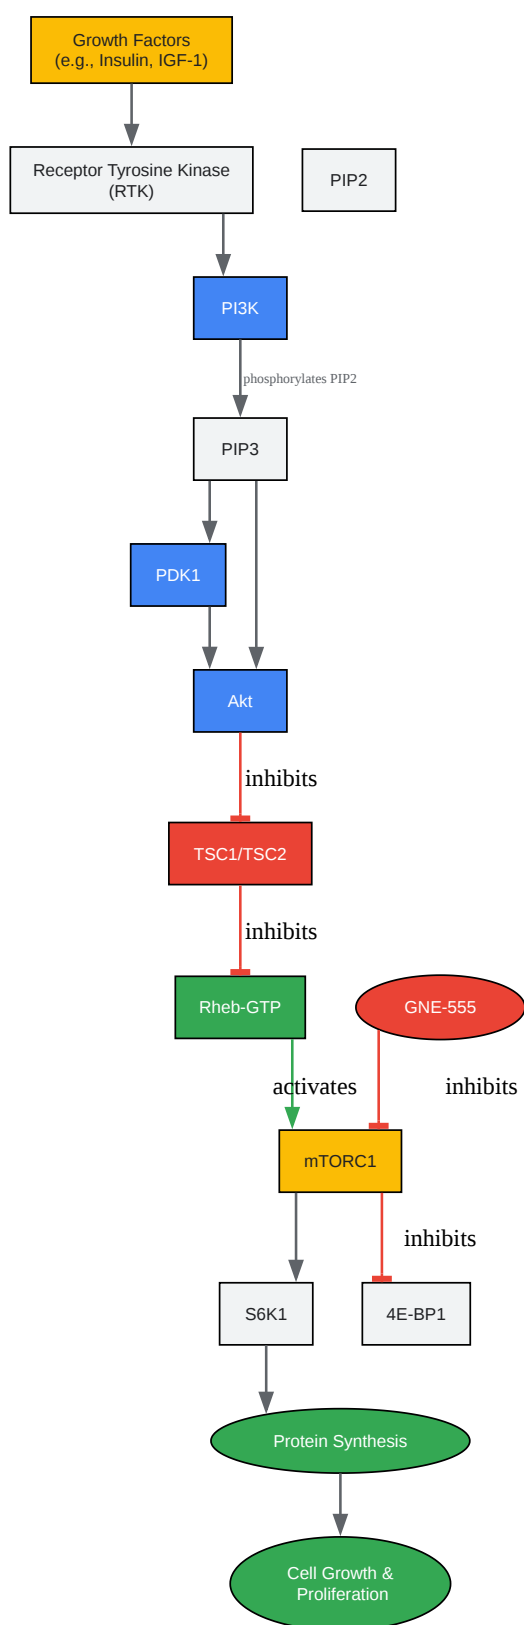 Growth Factors
(e.g., Insulin, IGF-1)
Receptor Tyrosine Kinase
(RTK)
PIP2
PI3K
phosphorylates PIP2
PIP3
PDK1
Akt
inhibits
TSC1/TSC2
inhibits
Rheb-GTP
GNE-555
activates
inhibits
mTORC1
inhibits
S6K1
4E-BP1
Protein Synthesis
Cell Growth &
Proliferation